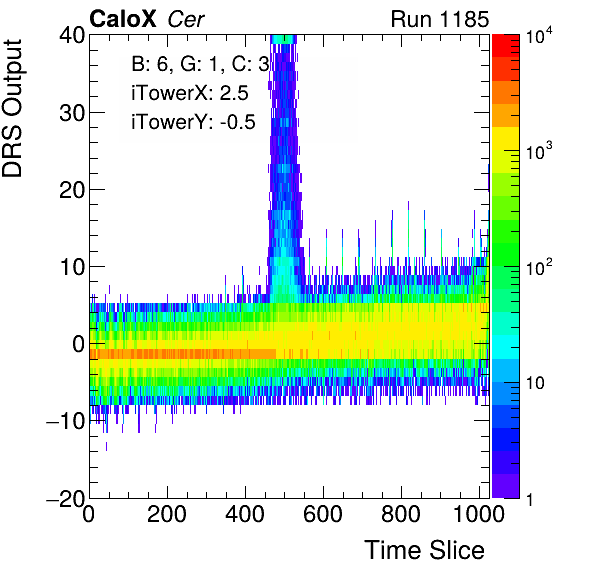 CaloX Cer Run 1185
DRS Output
B: 6, G: 1, C: 3
iTowerX: 2.5
iTowerY: -0.5
40
30
20
10
0
−10
−20
0 200 400 600 800 1000
Time Slice
10^4
10^3
10^2
10
1